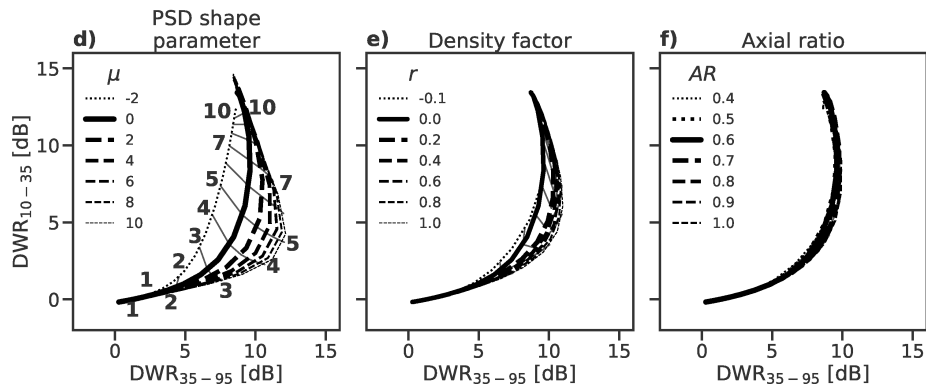 d) PSD shape parameter
e) Density factor
f) Axial ratio
DWR10−35 [dB]
15
10
5
0
μ
-2
0
2
4
6
8
10
10 10
7
5
4
3
2
1
7
5
4
3
2
1
0 5 10 15
DWR35−95 [dB]
r
-0.1
0.0
0.2
0.4
0.6
0.8
1.0
0 5 10 15
DWR35−95 [dB]
AR
0.4
0.5
0.6
0.7
0.8
0.9
1.0
0 5 10 15
DWR35−95 [dB]